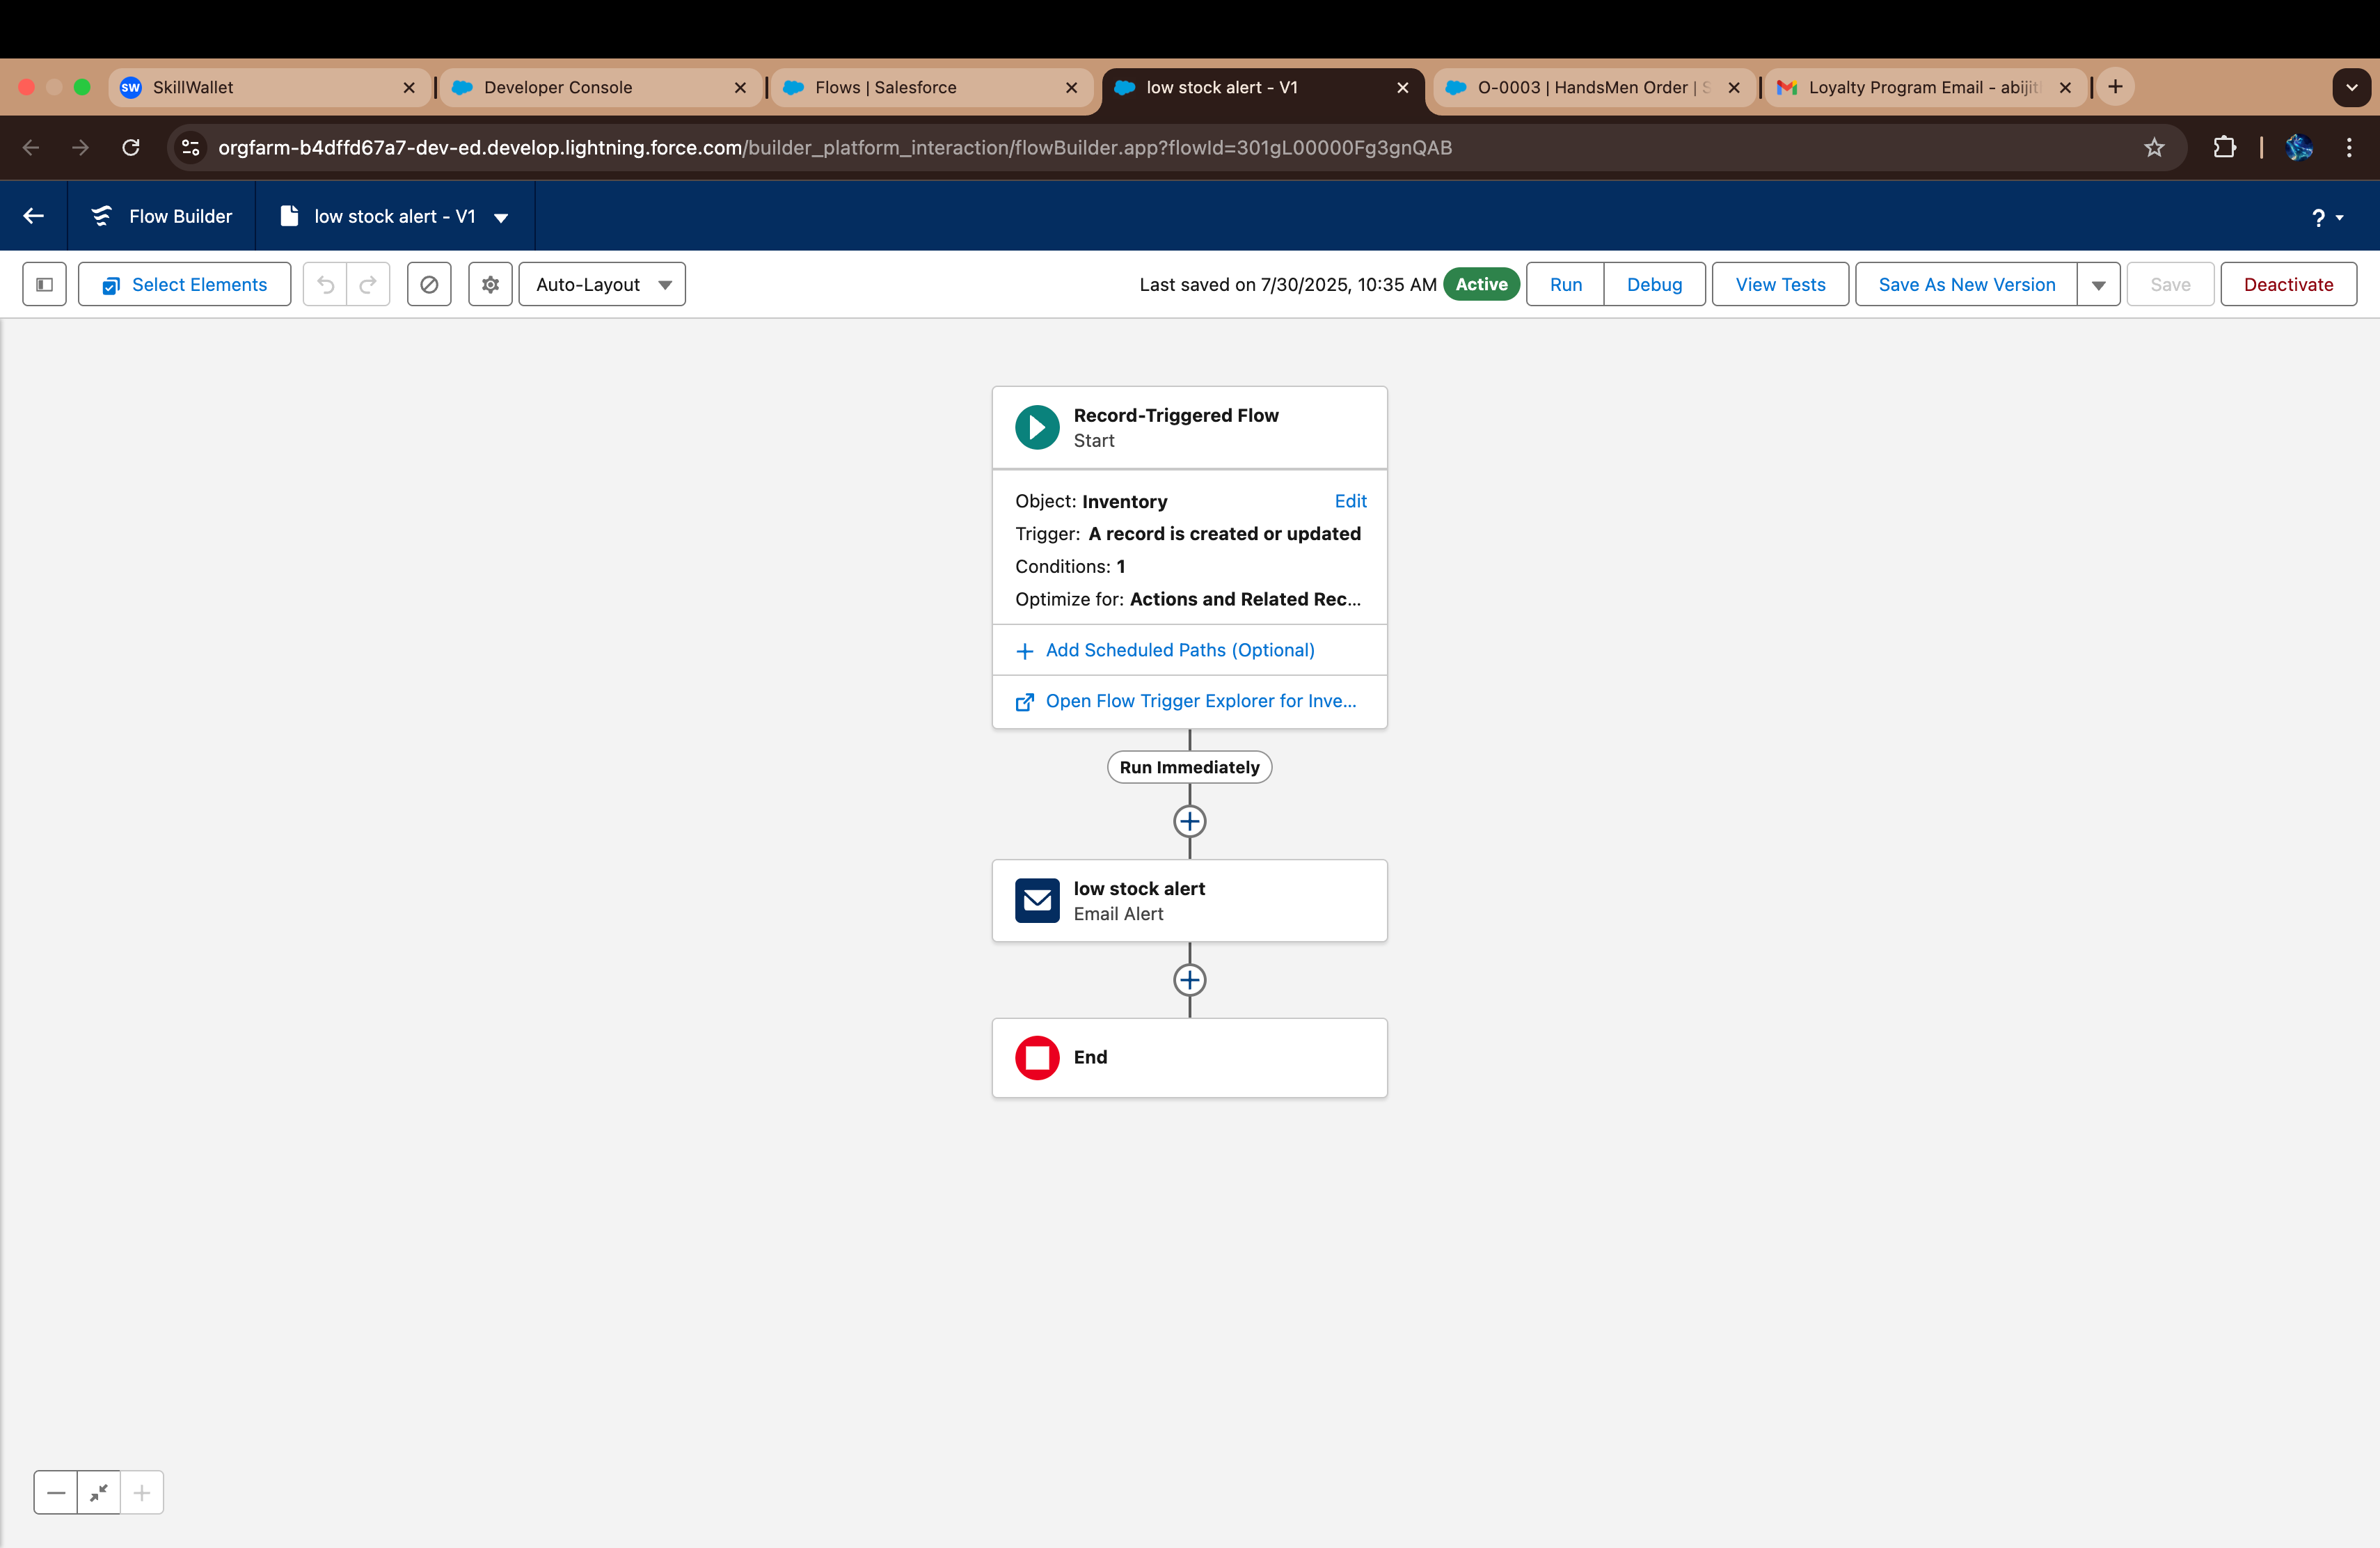 SW SkillWallet
Developer Console
Flows | Salesforce
low stock alert - V1
O-0003 | HandsMen Order | S
Loyalty Program Email - abijit
orgfarm-b4dffd67a7-dev-ed.develop.lightning.force.com/builder_platform_interaction/flowBuilder.app?flowId=301gL00000Fg3gnQAB
Flow Builder
low stock alert - V1
?
Select Elements
Auto-Layout
Last saved on 7/30/2025, 10:35 AM
Active
Run
Debug
View Tests
Save As New Version
Save
Deactivate
Record-Triggered Flow
Start
Object: Inventory
Edit
Trigger: A record is created or updated
Conditions: 1
Optimize for: Actions and Related Rec...
Add Scheduled Paths (Optional)
Open Flow Trigger Explorer for Inve...
Run Immediately
low stock alert
Email Alert
End